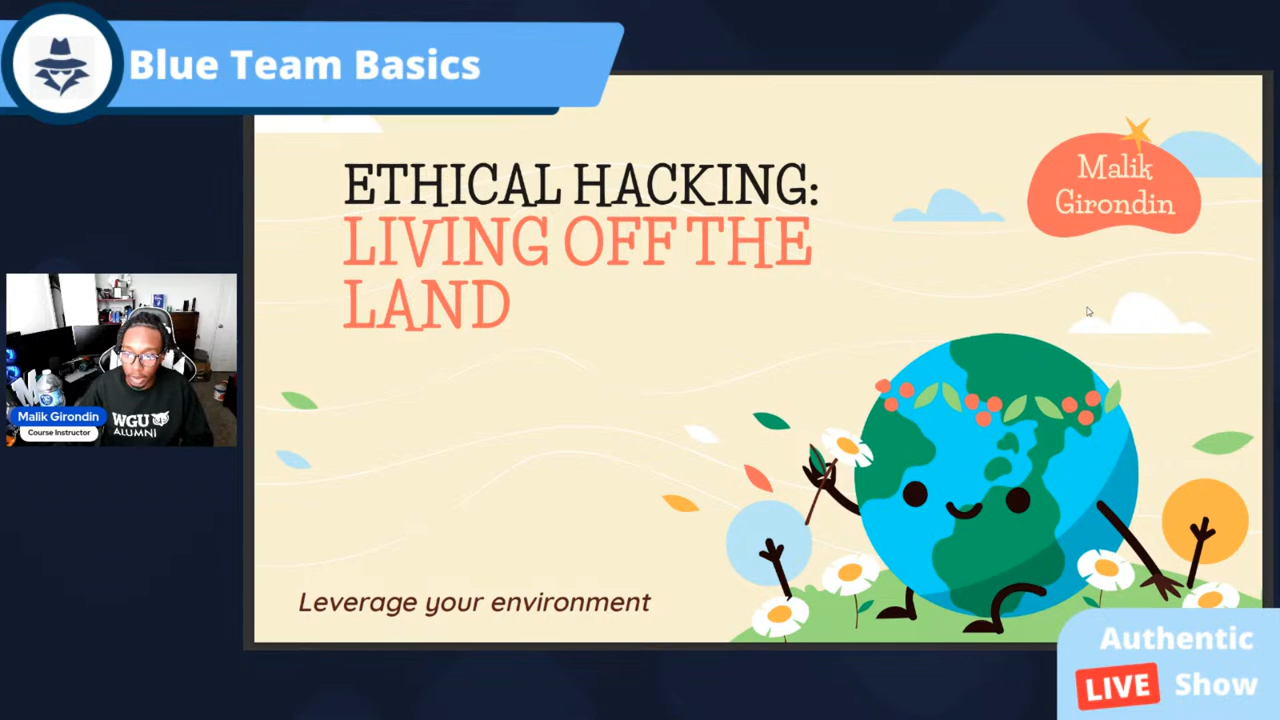 Blue Team Basics
ETHICAL HACKING:
LIVING OFF THE
LAND
Malik
Girondin
Malik Girondin
Course Instructor
WGU
ALUMNI
Leverage your environment
Authentic
LIVE Show